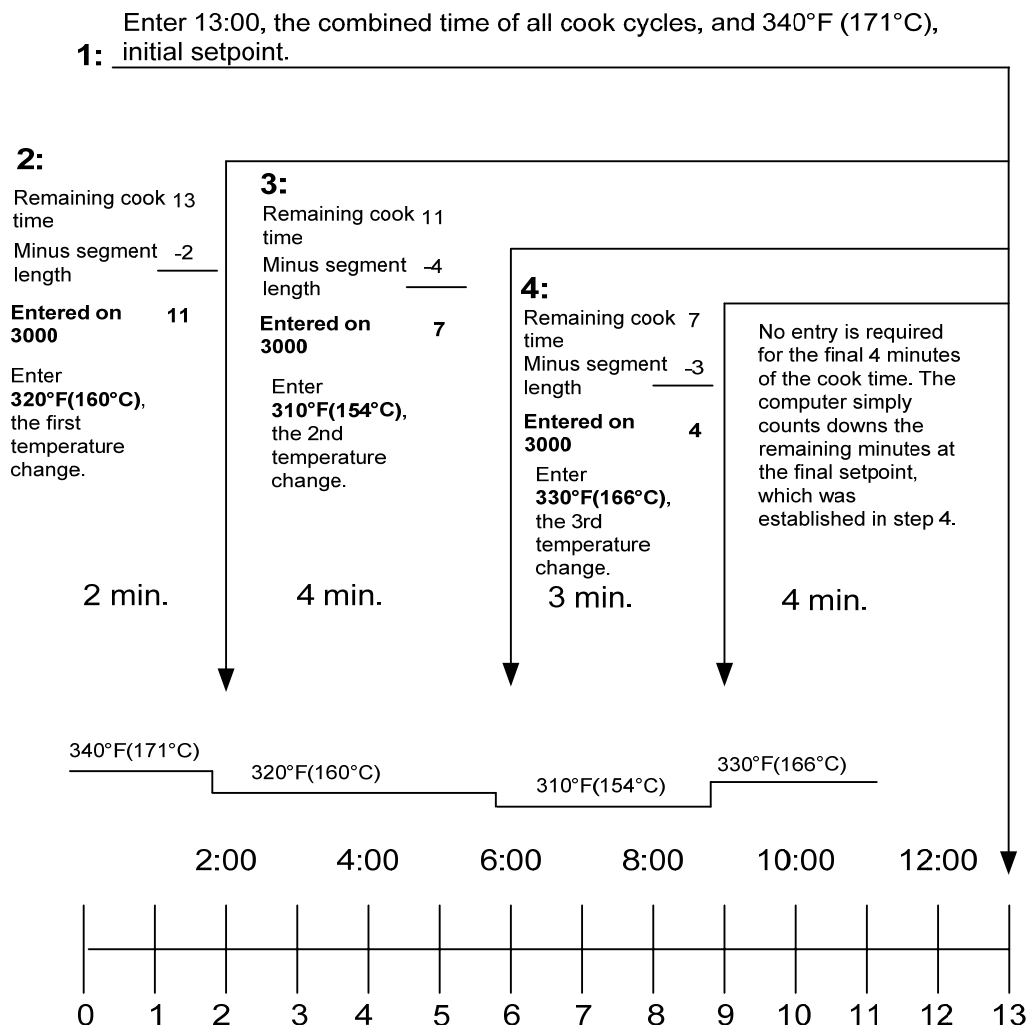 Enter 13:00, the combined time of all cook cycles, and 340°F (171°C),
1: initial setpoint.
2:
Remaining cook 13
time
Minus segment -2
length
Entered on 11
3000
Enter
320°F(160°C),
the first
temperature
change.
3:
Remaining cook 11
time
Minus segment -4
length
Entered on 7
3000
Enter
310°F(154°C),
the 2nd
temperature
change.
4:
Remaining cook 7
time
Minus segment -3
length
Entered on 4
3000
Enter
330°F(166°C),
the 3rd
temperature
change.
No entry is required
for the final 4 minutes
of the cook time. The
computer simply
counts downs the
remaining minutes at
the final setpoint,
which was
established in step 4.
2 min. 4 min. 3 min. 4 min.
340°F(171°C)
320°F(160°C)
310°F(154°C)
330°F(166°C)
2:00 4:00 6:00 8:00 10:00 12:00
0 1 2 3 4 5 6 7 8 9 10 11 12 13